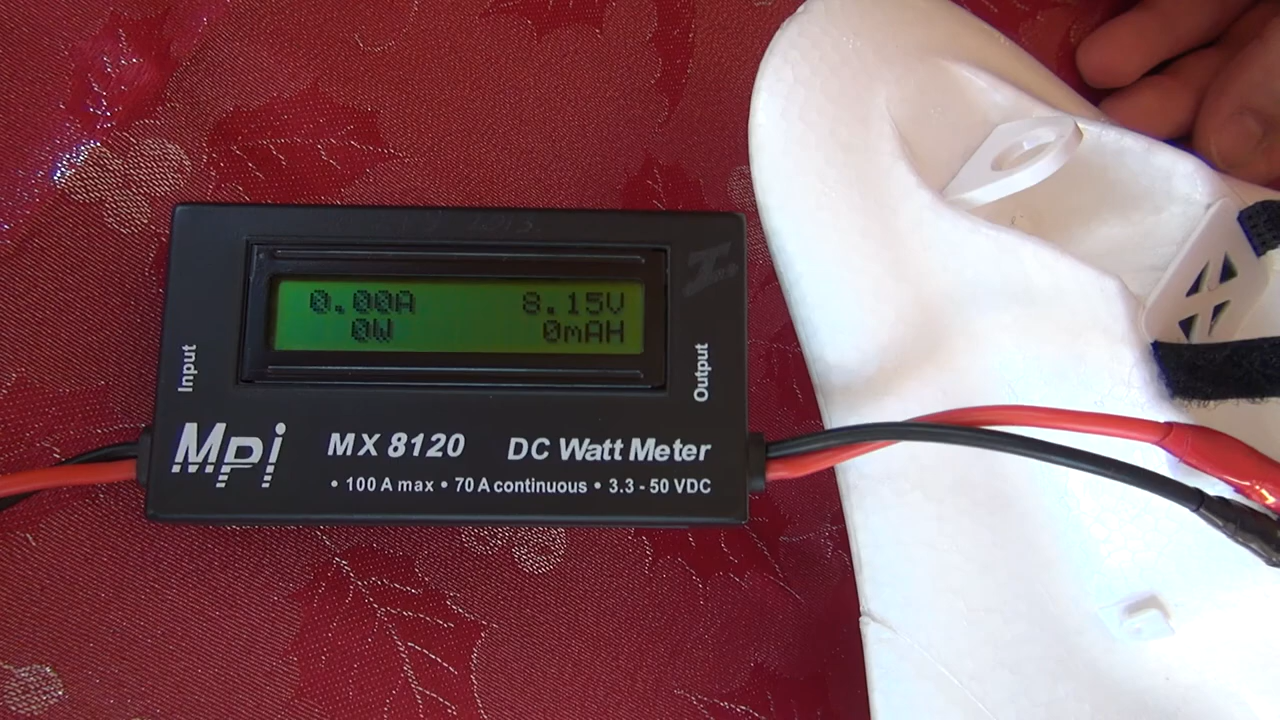 0.00A 8.15V
0W 0mAH
Input
Output
Mpi
MX 8120 DC Watt Meter
• 100 A max • 70 A continuous • 3.3 - 50 VDC